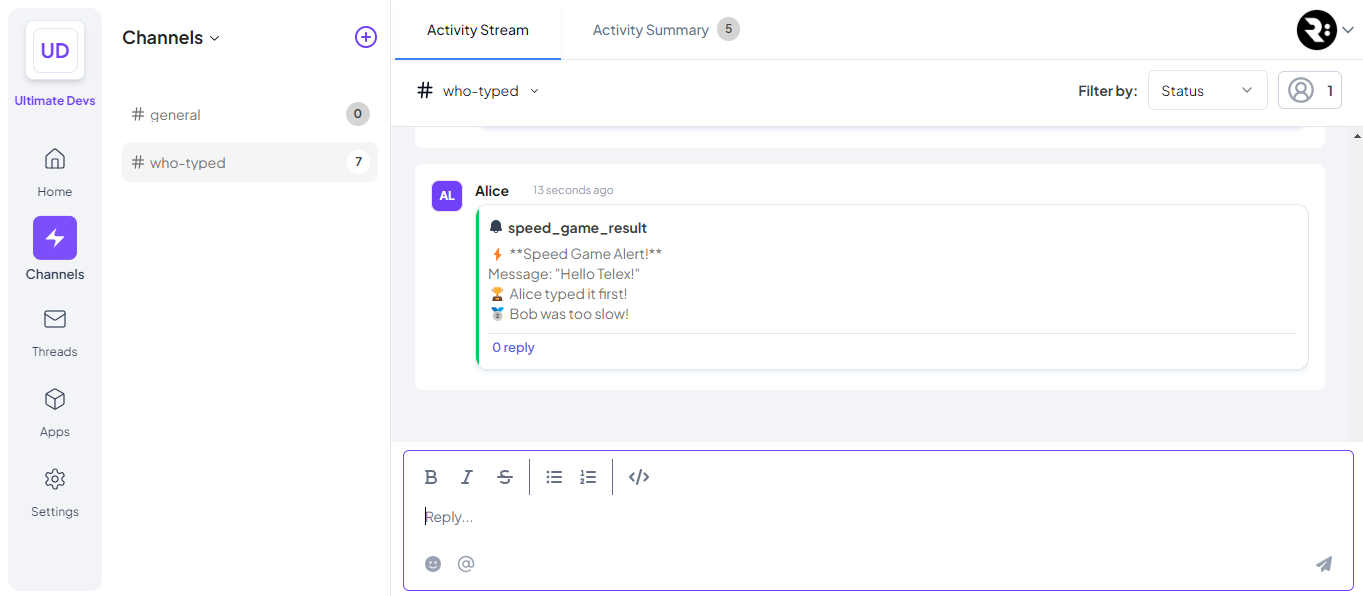 UD
Ultimate Devs
Home
Channels
Threads
Apps
Settings
Channels
# general 0
# who-typed 7
Activity Stream
Activity Summary 5
# who-typed
Filter by: Status 1
AL Alice 13 seconds ago
speed_game_result
⚡ **Speed Game Alert!**
Message: "Hello Telex!"
🏆 Alice typed it first!
🥈 Bob was too slow!
0 reply
Reply...